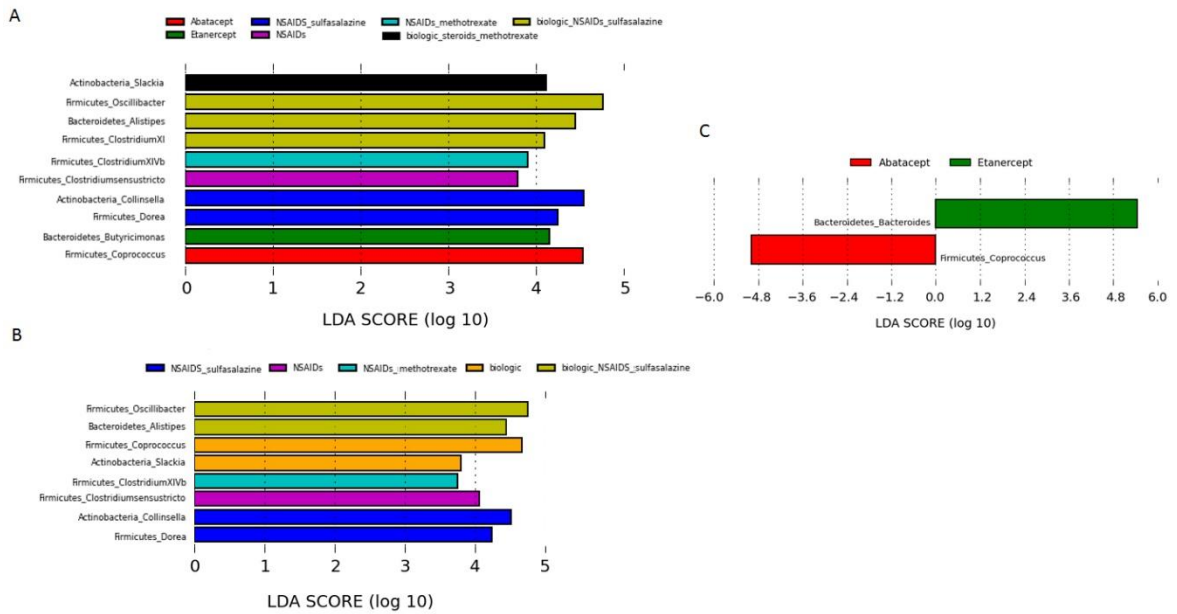 A
Abatacept NSAIDS_sulfasalazine NSAIDs_methotrexate biologic_NSAIDs_sulfasalazine
Etanercept NSAIDs biologic_steroids_methotrexate
Actinobacteria_Slackia
Firmicutes_Oscillibacter
Bacteroidetes_Alistipes
Firmicutes_ClostridiumXI
Firmicutes_ClostridiumXIVb
Firmicutes_Clostridiumsensustricto
Actinobacteria_Collinsella
Firmicutes_Dorea
Bacteroidetes_Butyricimonas
Firmicutes_Coprococcus
0 1 2 3 4 5
LDA SCORE (log 10)
B
NSAIDS_sulfasalazine NSAIDs NSAIDs_methotrexate biologic biologic_NSAIDS_sulfasalazine
Firmicutes_Oscillibacter
Bacteroidetes_Alistipes
Firmicutes_Coprococcus
Actinobacteria_Slackia
Firmicutes_ClostridiumXIVb
Firmicutes_Clostridiumsensustricto
Actinobacteria_Collinsella
Firmicutes_Dorea
0 1 2 3 4 5
LDA SCORE (log 10)
C
Abatacept Etanercept
Bacteroidetes_Bacteroides
Firmicutes_Coprococcus
−6.0 −4.8 −3.6 −2.4 −1.2 0.0 1.2 2.4 3.6 4.8 6.0
LDA SCORE (log 10)